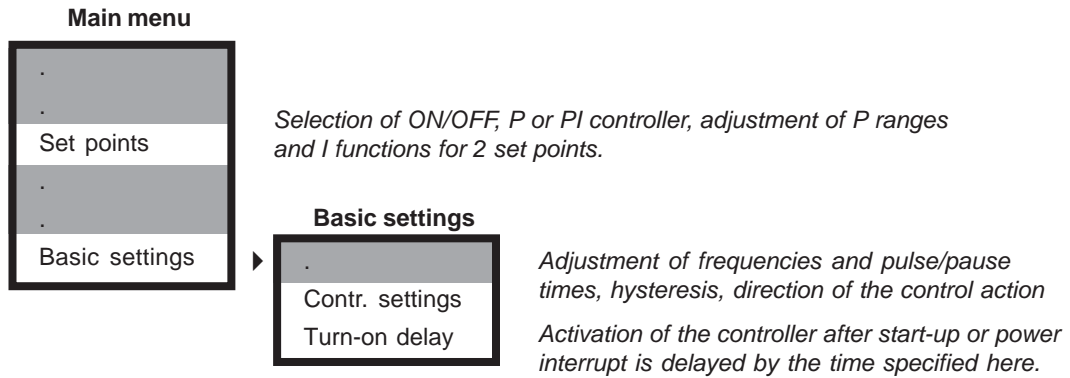 Main menu
.
.
Set points
Selection of ON/OFF, P or PI controller, adjustment of P ranges
and I functions for 2 set points.
.
.
Basic settings
Basic settings
.
Contr. settings
Turn-on delay
Adjustment of frequencies and pulse/pause
times, hysteresis, direction of the control action
Activation of the controller after start-up or power
interrupt is delayed by the time specified here.